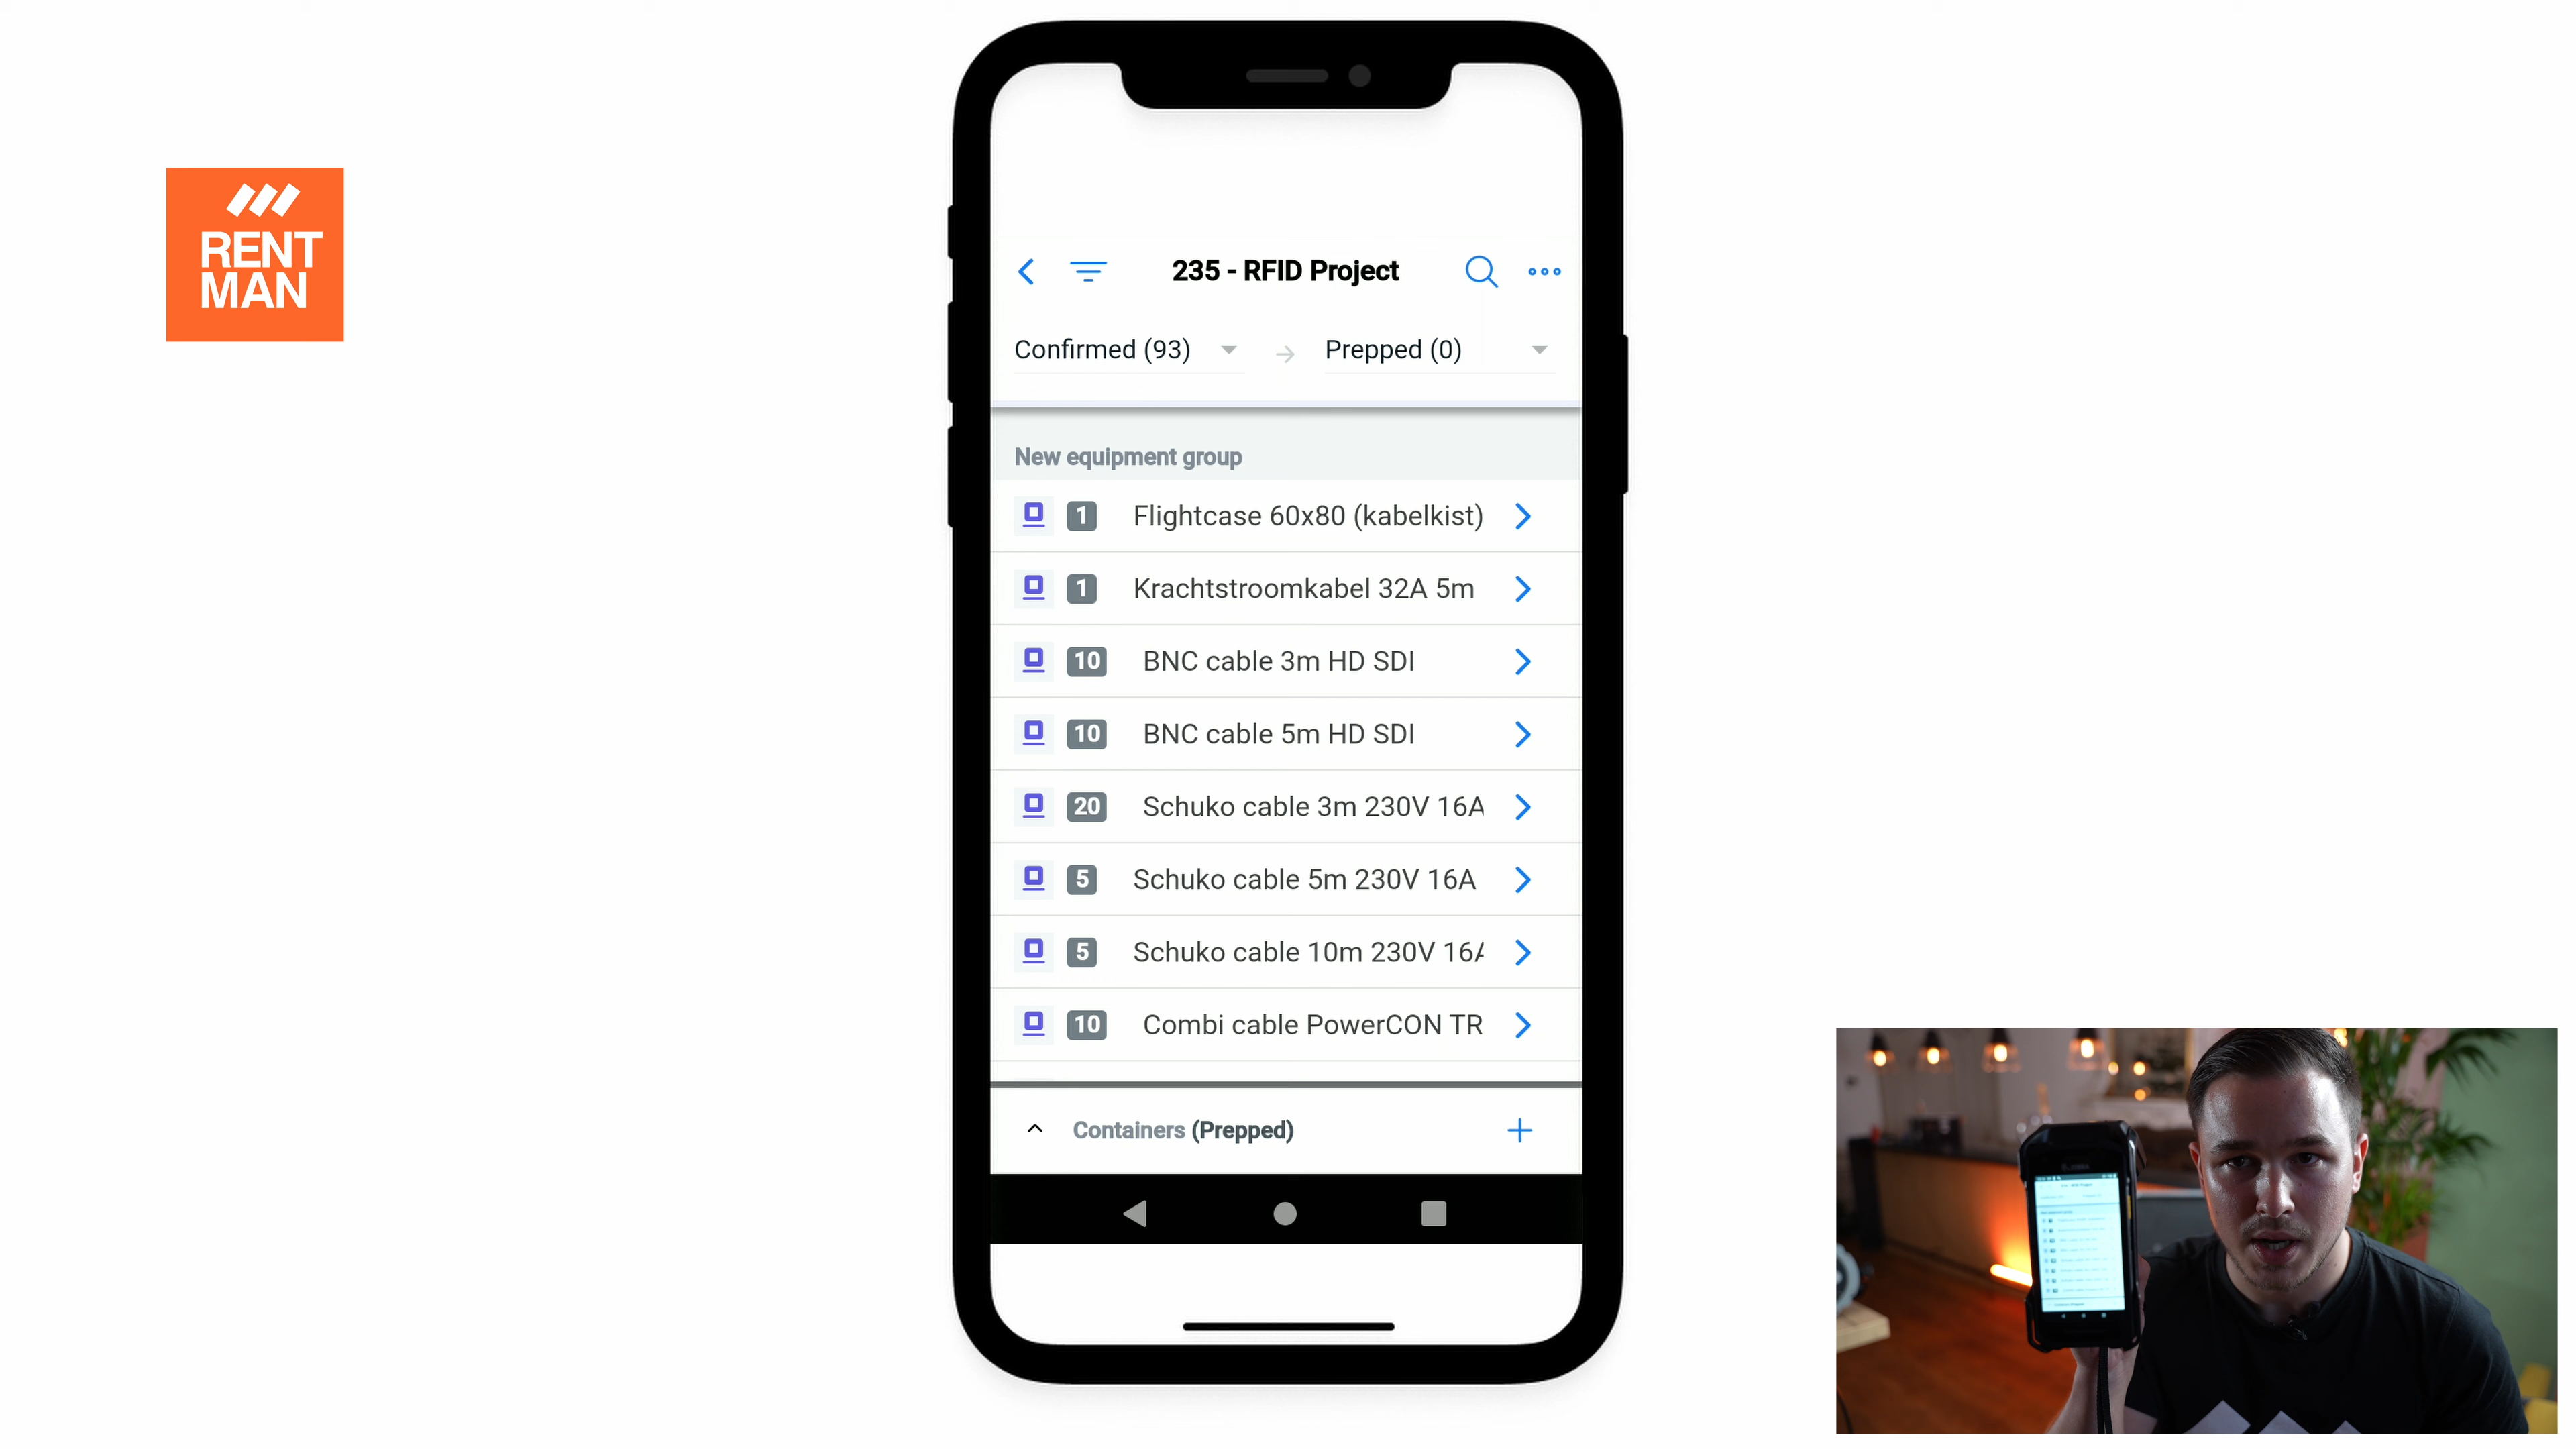 RENT
MAN
235 - RFID Project
Confirmed (93)
Prepped (0)
New equipment group
1 Flightcase 60x80 (kabelkist)
1 Krachtstroomkabel 32A 5m
10 BNC cable 3m HD SDI
10 BNC cable 5m HD SDI
20 Schuko cable 3m 230V 16A
5 Schuko cable 5m 230V 16A
5 Schuko cable 10m 230V 16A
10 Combi cable PowerCON TR
Containers (Prepped)